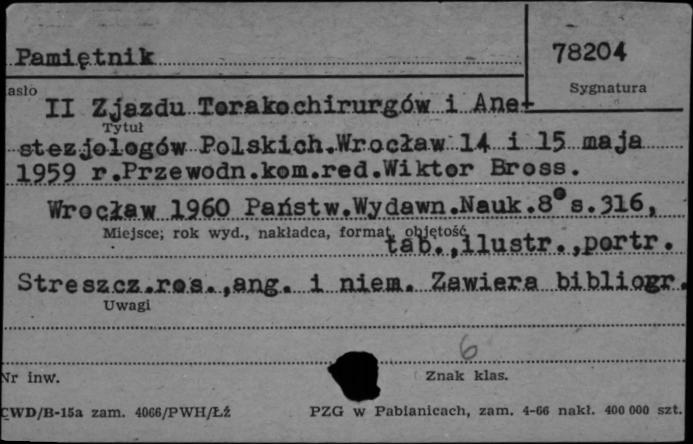 Pamiętnik 78204
asło Sygnatura
II Zjazdu Torakochirurgów i Ane-
Tytuł
stezjologów Polskich.Wrocław 14 i 15 maja
1959 r.Przewodn.kom.red.Wiktor Bross.
Wrocław 1960 Państw.Wydawn.Nauk.8° s.316,
Miejsce; rok wyd., nakładca, format, objętość
tab.,ilustr.,portr.
Streszcz.ros.,ang. i niem. Zawiera bibliogr.
Uwagi
6
Nr inw. Znak klas.
CWD/B-15a zam. 4066/PWH/Łż PZG w Pabianicach, zam. 4-66 nakł. 400 000 szt.